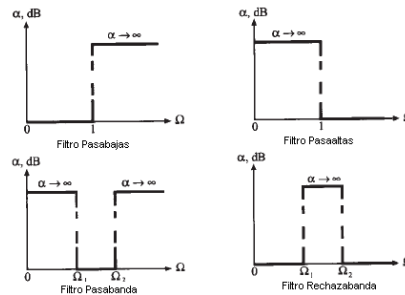 α, dB
α → ∞
0
1
Ω
Filtro Pasabajas
α, dB
α → ∞
0
1
Filtro Pasaaltas
α, dB
α → ∞
α → ∞
0
Ω₁
Ω₂
Ω
Filtro Pasabanda
α, dB
α → ∞
0
Ω₁
Ω₂
Filtro Rechazabanda